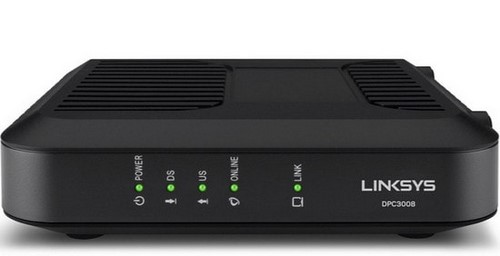 POWER
DS
US
ONLINE
LINK
LINKSYS
DPC3008